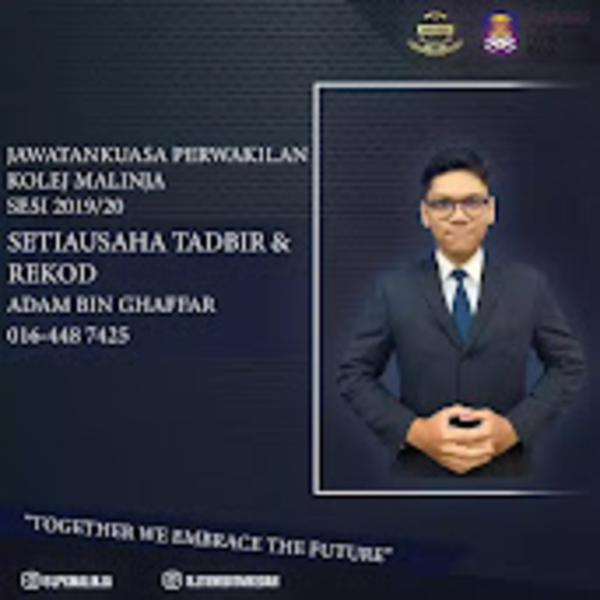 JAWATANKUASA PERWAKILAN
KOLEJ MALINJA
SESI 2019/20
SETIAUSAHA TADBIR &
REKOD
ADAM BIN GHAFFAR
016-448 7425
"TOGETHER WE EMBRACE THE FUTURE"